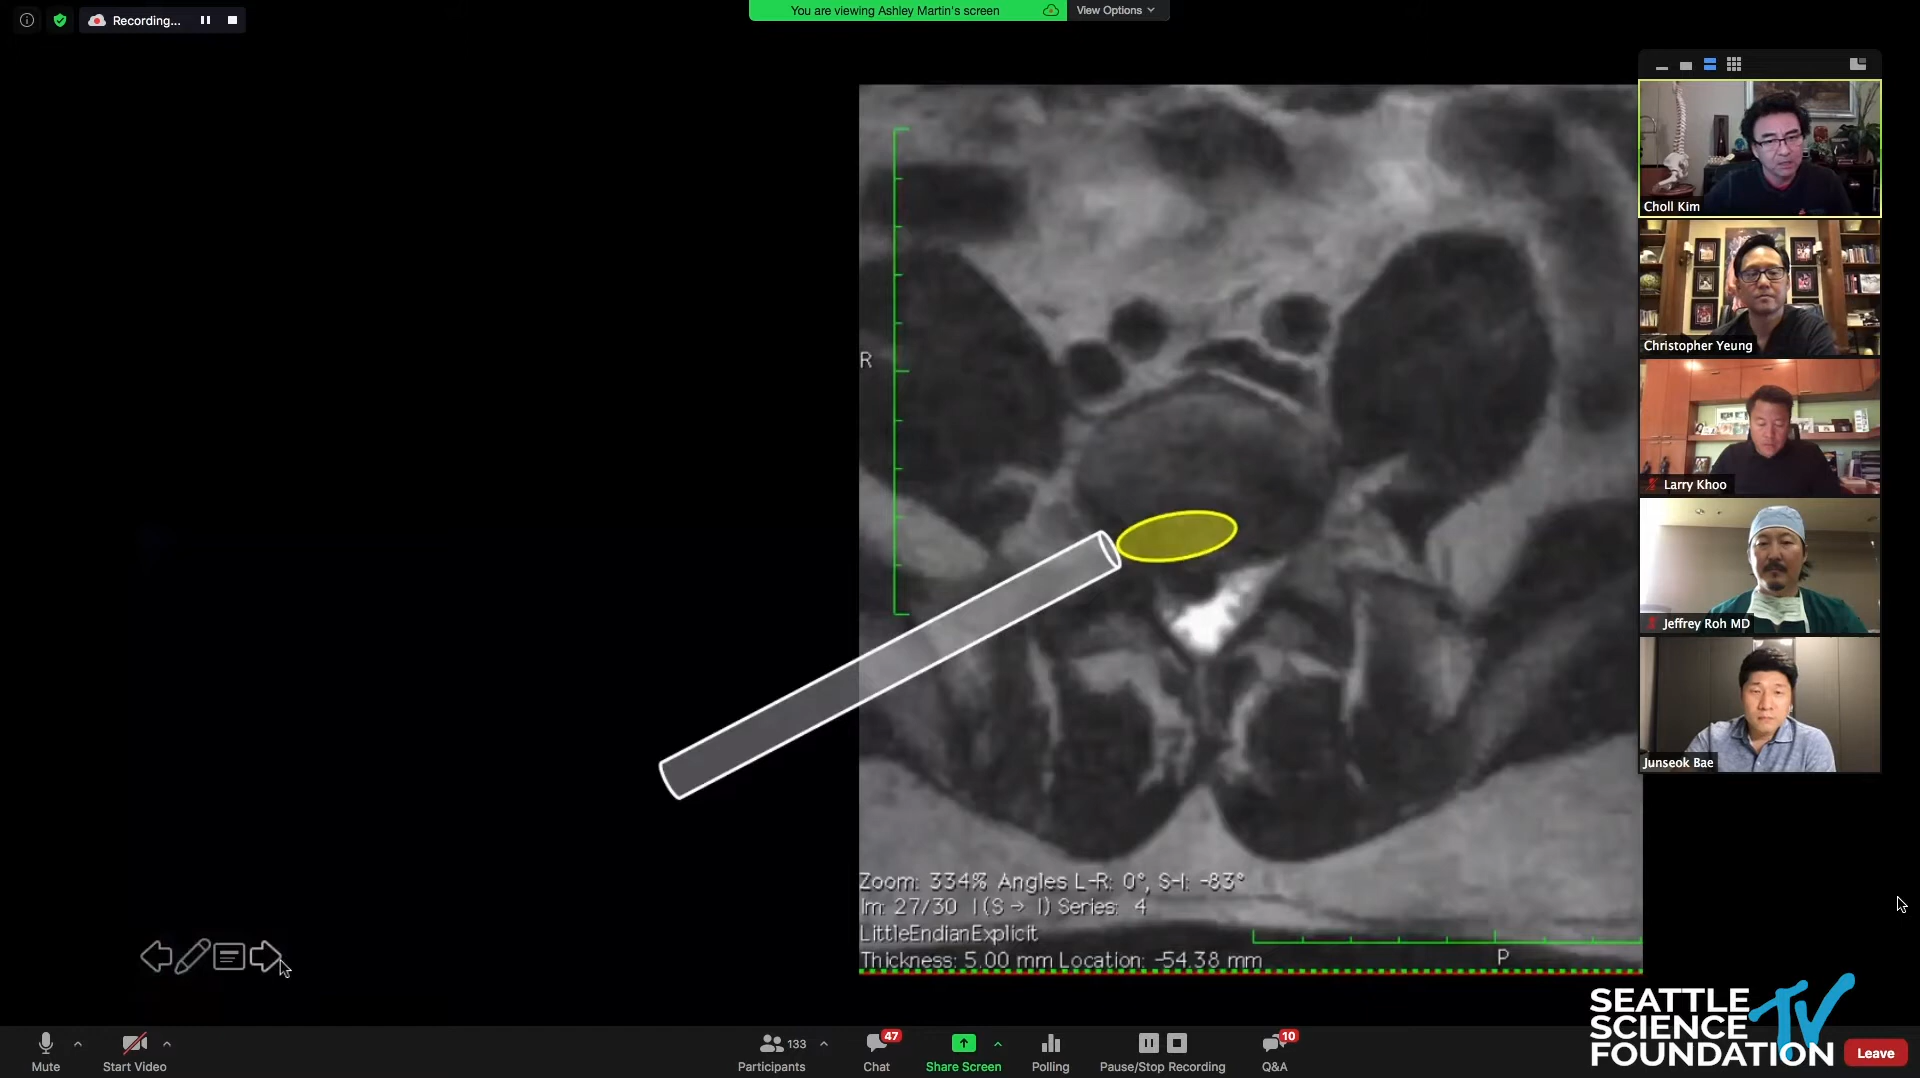 Recording...
You are viewing Ashley Martin's screen
View Options
Choll Kim
R
Christopher Yeung
Larry Khoo
Jeffrey Roh MD
Junseok Bae
Zoom: 334% Angles L-R: 0°, S-I: -83°
Im: 27/30 I (S → I) Series: 4
LittleEndianExplicit
Thickness: 5.00 mm Location: -54.38 mm
P
SEATTLE
SCIENCE
FOUNDATION
TV
Mute
Start Video
133
Participants
47
Chat
Share Screen
Polling
Pause/Stop Recording
10
Q&A
Leave